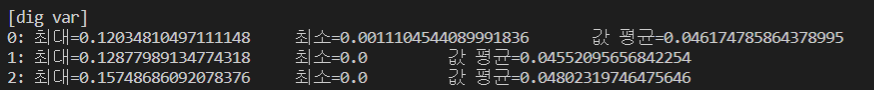 [dig var]
0: 최대=0.12034810497111148 최소=0.0011104544089991836 값 평균=0.046174785864378995
1: 최대=0.12877989134774318 최소=0.0 값 평균=0.04552095656842254
2: 최대=0.15748686092078376 최소=0.0 값 평균=0.04802319746475646